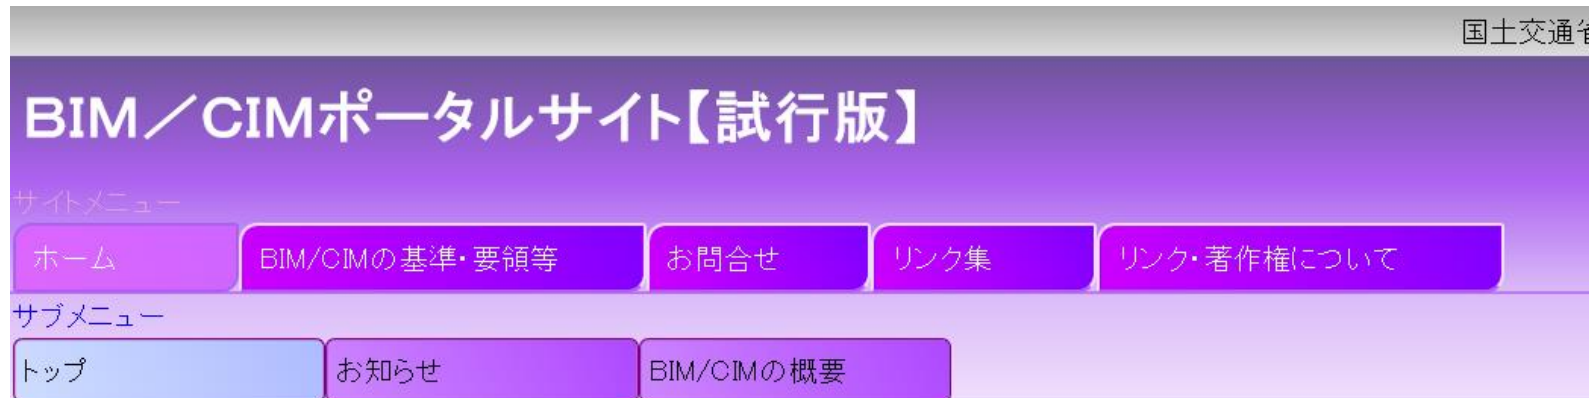 国土交通省
BIM／CIMポータルサイト【試行版】
サイトメニュー
ホーム BIM/CIMの基準・要領等 お問合せ リンク集 リンク・著作権について
サブメニュー
トップ お知らせ BIM/CIMの概要